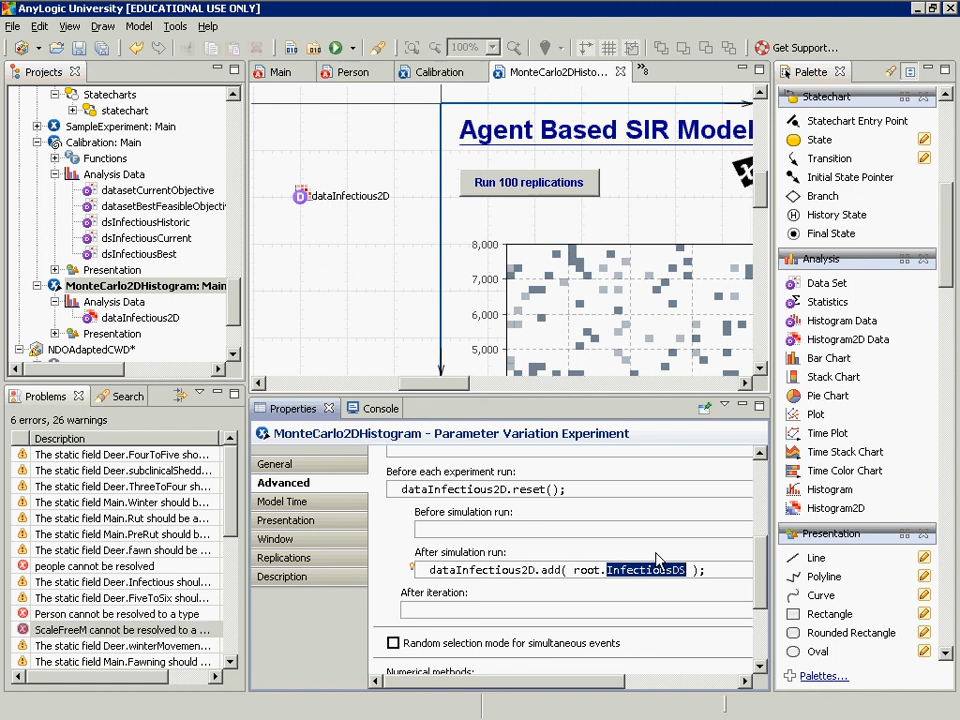 AnyLogic University [EDUCATIONAL USE ONLY]
File Edit View Draw Model Tools Help
100% Get Support...
Projects
Main Person Calibration MonteCarlo2DHisto... 8
Palette
Statecharts
statechart
SampleExperiment: Main
Calibration: Main
Functions
Analysis Data
datasetCurrentObjective
datasetBestFeasibleObjecti
dsInfectiousHistoric
dsInfectiousCurrent
dsInfectiousBest
Presentation
MonteCarlo2DHistogram: Main
Analysis Data
dataInfectious2D
Presentation
NDOAdaptedCWD*
Agent Based SIR Model
Run 100 replications
dataInfectious2D
8,000
7,000
6,000
5,000
Statechart
Statechart Entry Point
State
Transition
Initial State Pointer
Branch
History State
Final State
Analysis
Data Set
Statistics
Histogram Data
Histogram2D Data
Bar Chart
Stack Chart
Pie Chart
Plot
Time Plot
Time Stack Chart
Time Color Chart
Histogram
Histogram2D
Presentation
Line
Polyline
Curve
Rectangle
Rounded Rectangle
Oval
Palettes...
Problems Search
6 errors, 26 warnings
Description
The static field Deer.FourToFive sho...
The static field Deer.subclinicalShedd...
The static field Deer.ThreeToFour sh...
The static field Main.Winter should b...
The static field Main.Rut should be a...
The static field Main.PreRut should b...
The static field Deer.fawn should be ...
people cannot be resolved
The static field Deer.Infectious shoul...
The static field Deer.FiveToSix shoul...
Person cannot be resolved to a type
ScaleFreeM cannot be resolved to a ...
The static field Deer.winterMovemen...
The static field Main.Fawning should ...
Properties Console
MonteCarlo2DHistogram - Parameter Variation Experiment
General
Advanced
Model Time
Presentation
Window
Replications
Description
Before each experiment run:
dataInfectious2D.reset();
Before simulation run:
After simulation run:
dataInfectious2D.add( root.InfectiousDS );
After iteration:
Random selection mode for simultaneous events
Numerical methods: